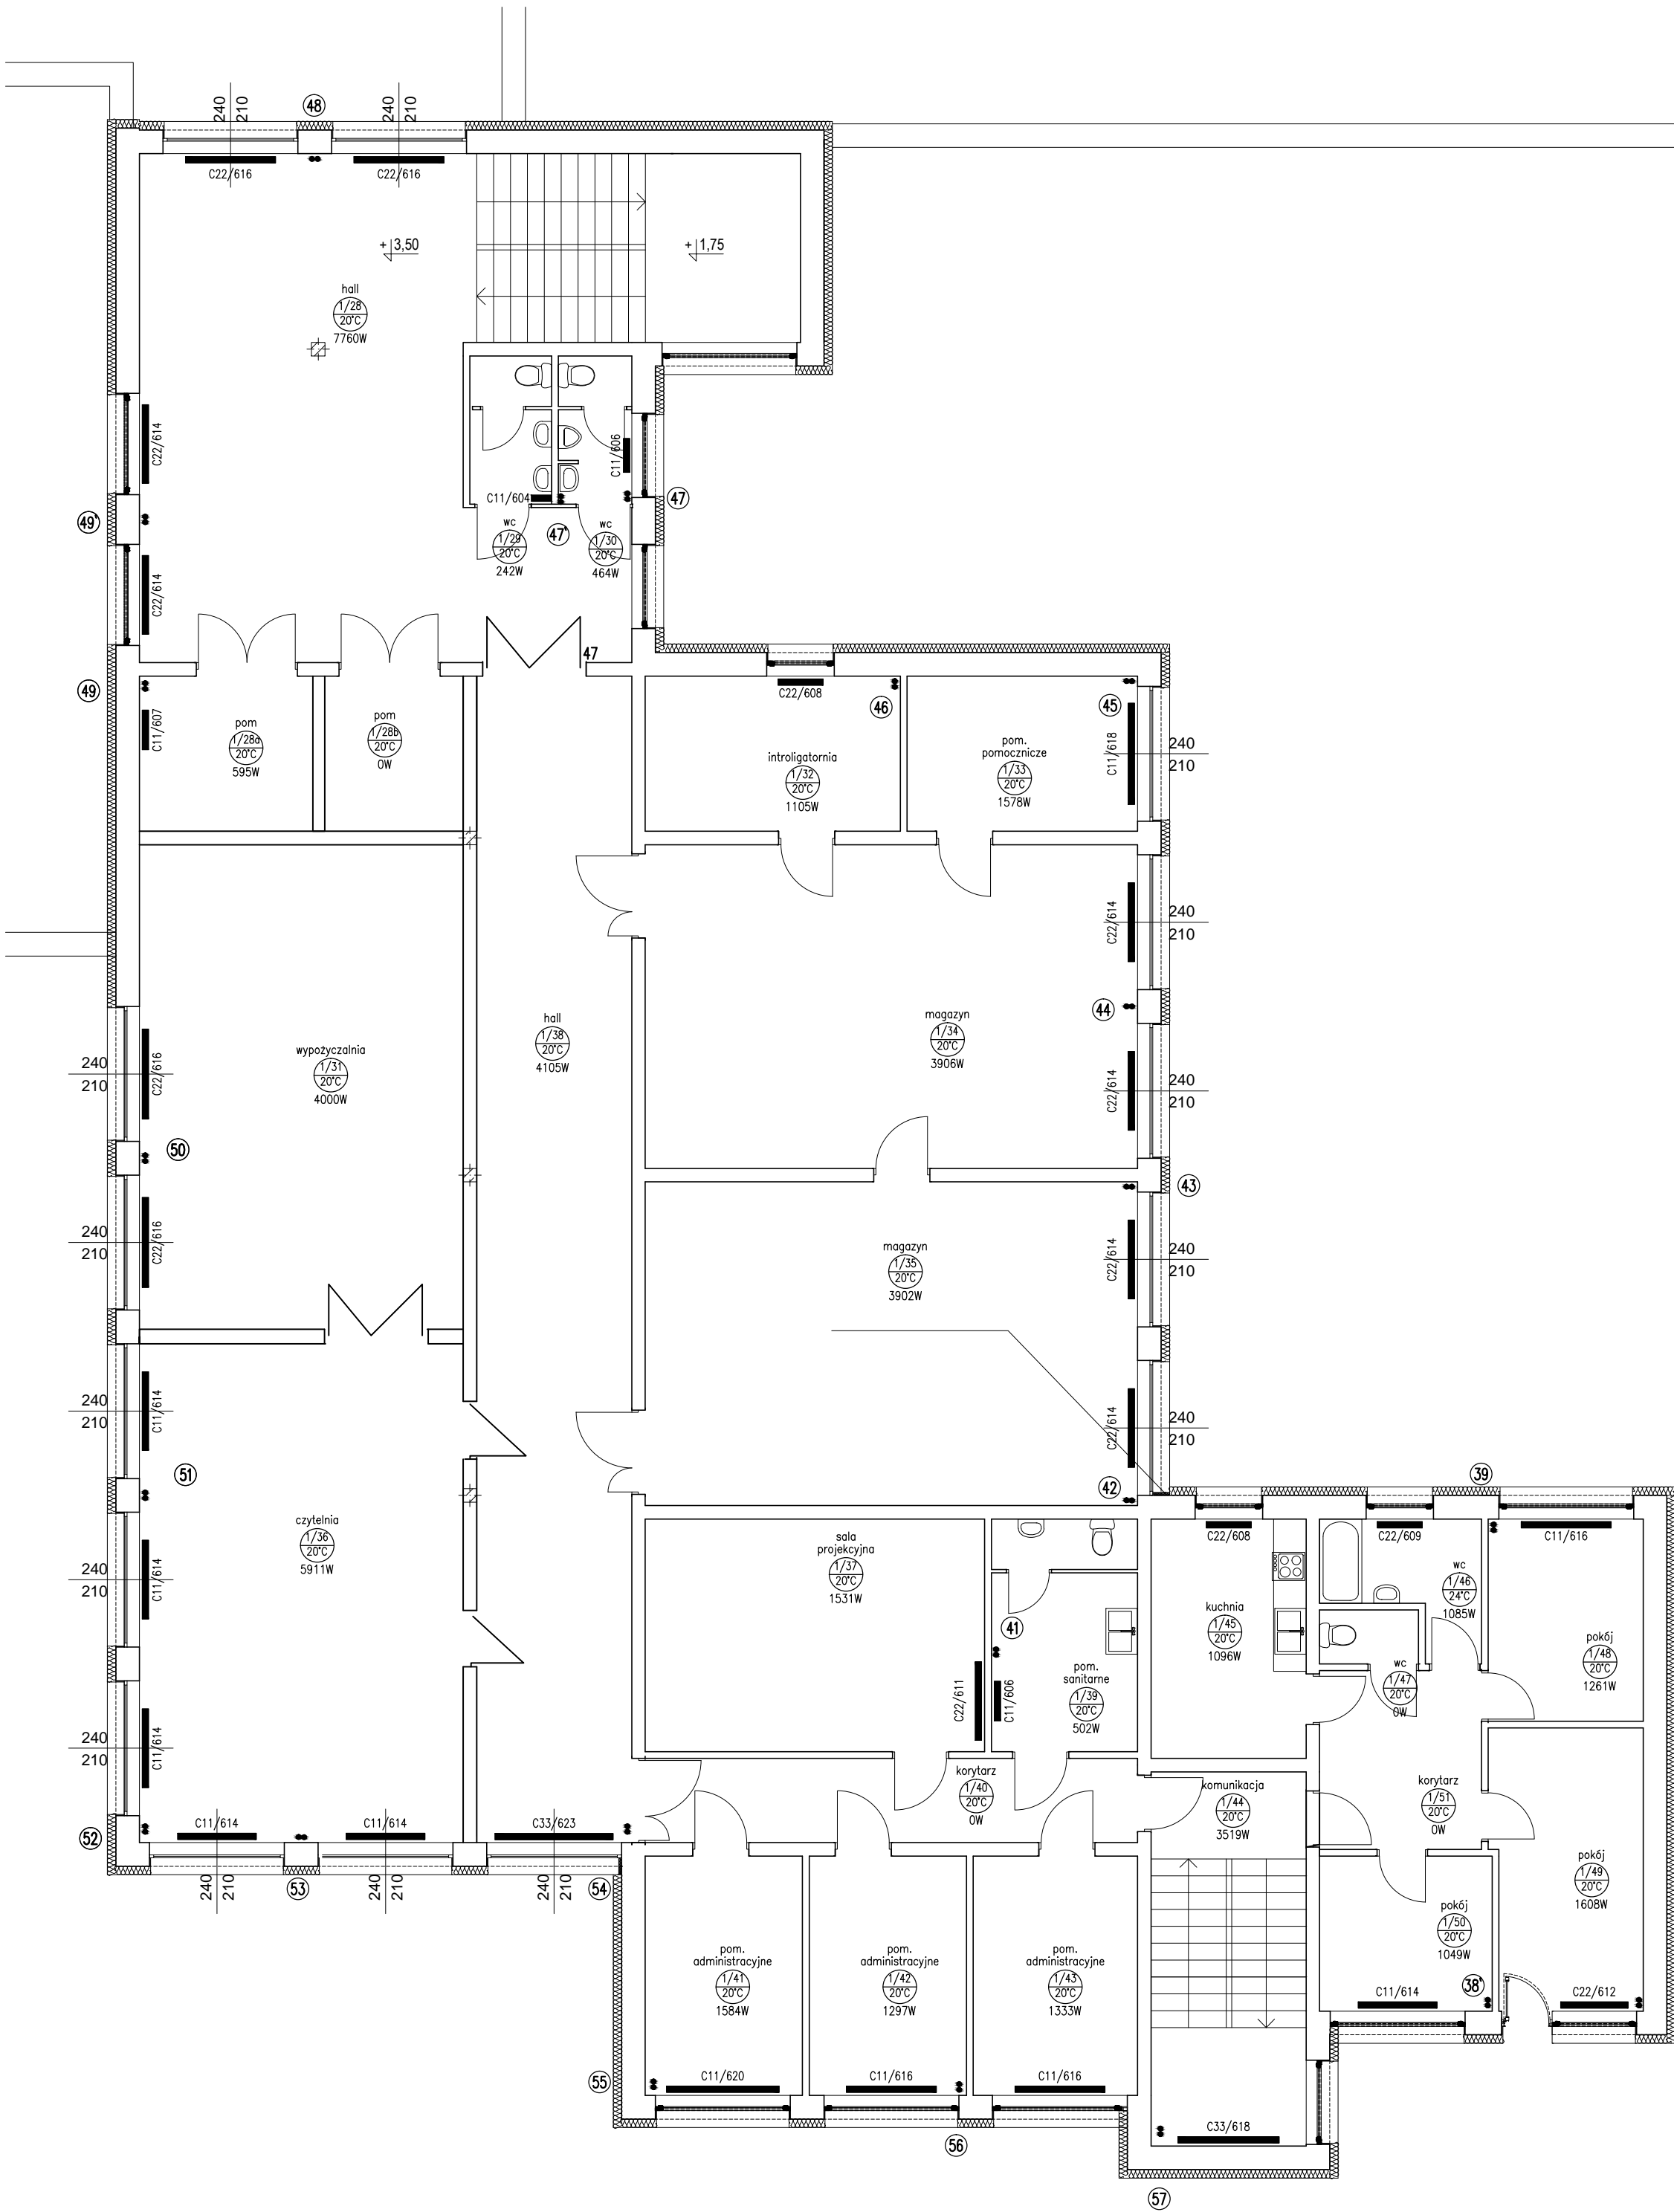 240
210
48
240
210
C22/616
C22/616
+3,50
+1,75
hall
1/28
20°C
7760W
C22/614
C11/606
C11/604
49'
47
wc
1/29
20°C
242W
47'
wc
1/30
20°C
464W
C22/614
47
49
C11/607
pom
1/28a
20°C
595W
pom
1/28b
20°C
0W
C22/608
46
45
C11/618
240
210
introligatornia
1/32
20°C
1105W
pom.
pomocznicze
1/33
20°C
1578W
C22/614
240
210
44
hall
1/38
20°C
4105W
magazyn
1/34
20°C
3906W
wypożyczalnia
1/31
20°C
4000W
240
210
C22/616
C22/614
240
210
50
43
240
210
C22/616
magazyn
1/35
20°C
3902W
C22/614
240
210
240
210
C11/614
C22/614
240
210
51
42
39
czytelnia
1/36
20°C
5911W
240
210
C11/614
sala
projekcyjna
1/37
20°C
1531W
C22/608
C22/609
C11/616
wc
1/46
24°C
1085W
41
kuchnia
1/45
20°C
1096W
pokój
1/48
20°C
1261W
C22/611
C11/606
pom.
sanitarne
1/39
20°C
502W
wc
1/47
20°C
0W
240
210
C11/614
korytarz
1/40
20°C
0W
komunikacja
1/44
20°C
3519W
korytarz
1/51
20°C
0W
52
C11/614
C11/614
C33/623
240
210
53
240
210
240
210
54
pokój
1/49
20°C
1608W
pokój
1/50
20°C
1049W
pom.
administracyjne
1/41
20°C
1584W
pom.
administracyjne
1/42
20°C
1297W
pom.
administracyjne
1/43
20°C
1333W
C11/614
38'
C22/612
55
C11/620
C11/616
C11/616
56
C33/618
57